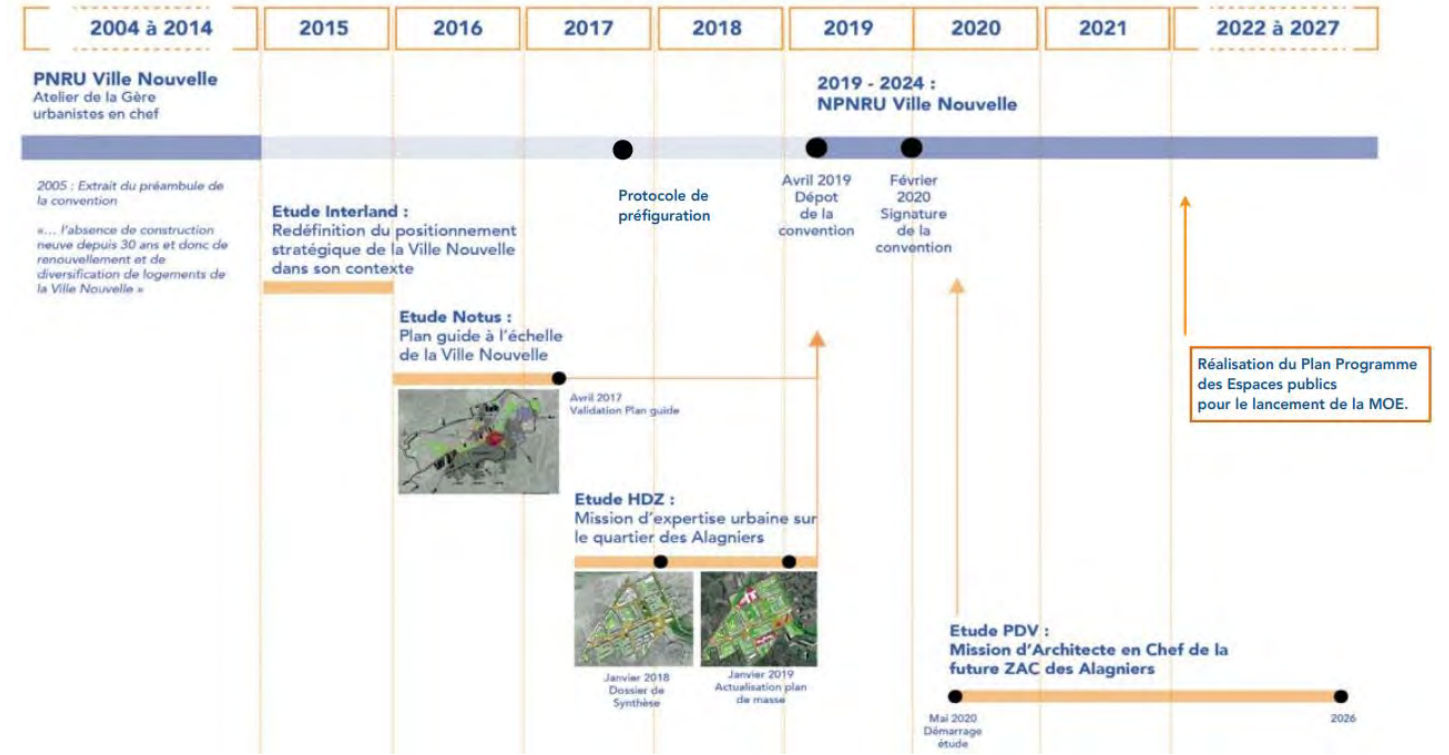 2004 à 2014
2015
2016
2017
2018
2019
2020
2021
2022 à 2027
PNRU Ville Nouvelle
Atelier de la Gère
urbanistes en chef
2019 - 2024 :
NPNRU Ville Nouvelle
2005 : Extrait du préambule de
la convention
«... l'absence de construction
neuve depuis 30 ans et donc de
renouvellement et de
diversification de logements de
la Ville Nouvelle »
Protocole de
préfiguration
Avril 2019
Dépot
de la
convention
Février
2020
Signature
de la
convention
Etude Interland :
Redéfinition du positionnement
stratégique de la Ville Nouvelle
dans son contexte
Etude Notus :
Plan guide à l'échelle
de la Ville Nouvelle
Avril 2017
Validation Plan guide
Réalisation du Plan Programme
des Espaces publics
pour le lancement de la MOE.
Etude HDZ :
Mission d'expertise urbaine sur
le quartier des Alagniers
Janvier 2018
Dossier de
Synthèse
Janvier 2019
Actualisation plan
de masse
Etude PDV :
Mission d'Architecte en Chef de la
future ZAC des Alagniers
Mai 2020
Démarrage
étude
2026